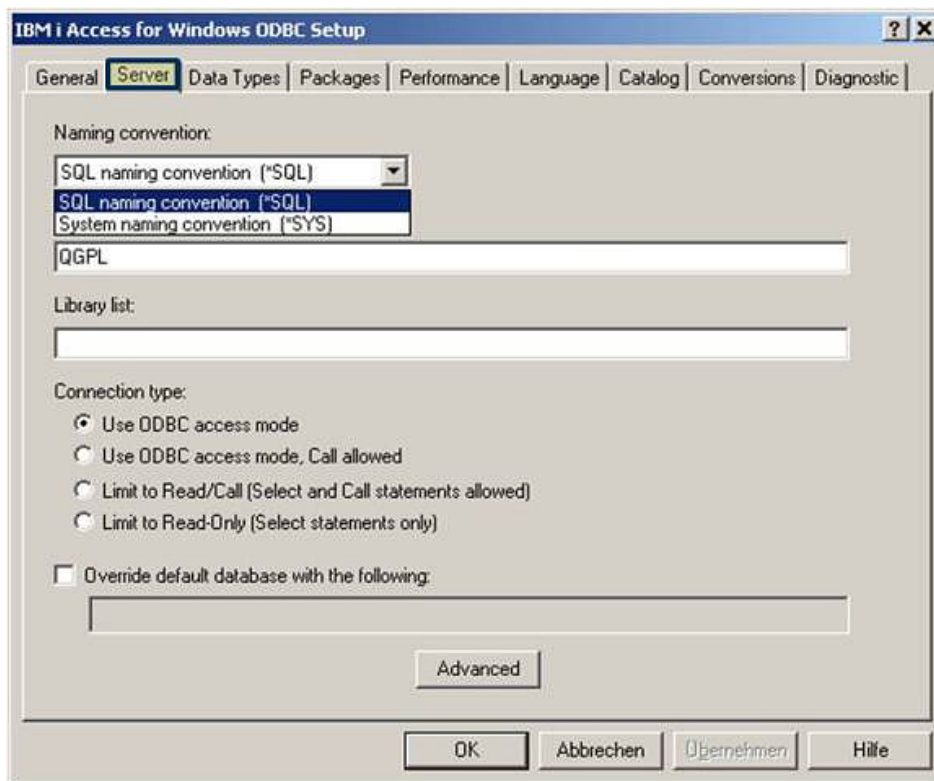 IBM i Access for Windows ODBC Setup
General Server Data Types Packages Performance Language Catalog Conversions Diagnostic
Naming convention:
SQL naming convention (*SQL)
SQL naming convention (*SQL)
System naming convention (*SYS)
QGPL
Library list:
Connection type:
Use ODBC access mode
Use ODBC access mode, Call allowed
Limit to Read/Call (Select and Call statements allowed)
Limit to Read-Only (Select statements only)
Override default database with the following:
Advanced
OK Abbrechen Übernehmen Hilfe